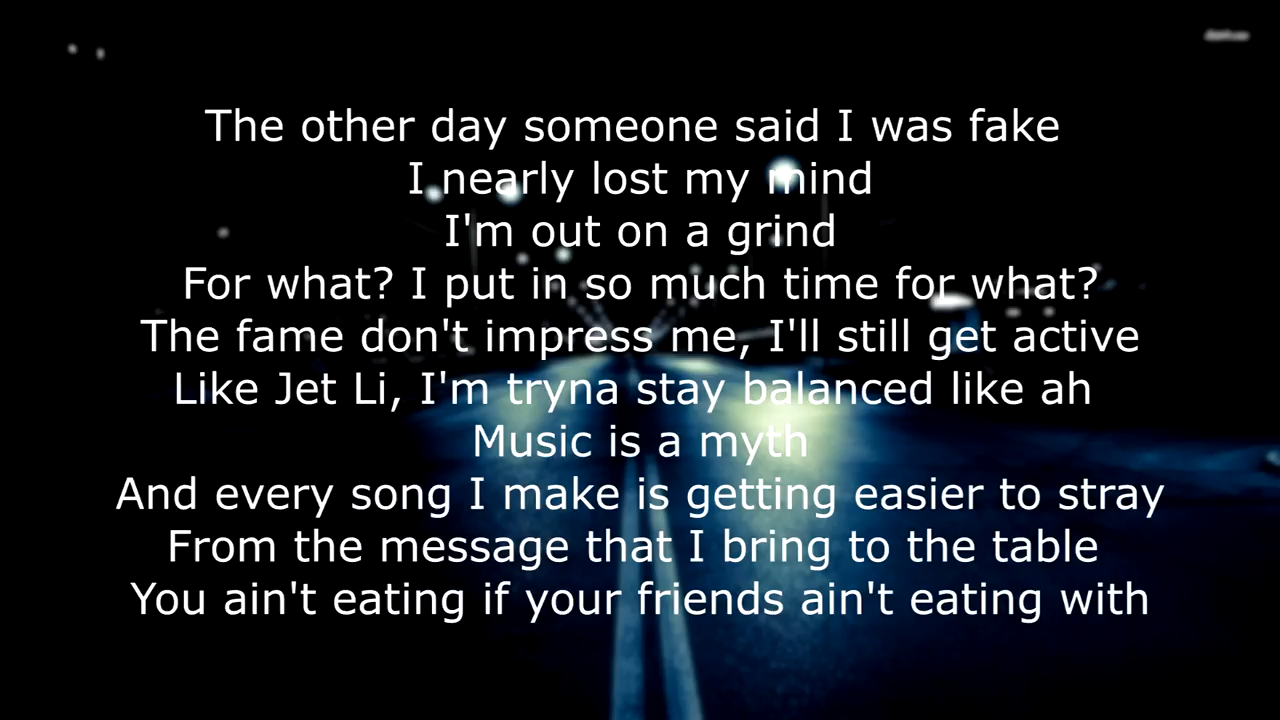 The other day someone said I was fake
I nearly lost my mind
I'm out on a grind
For what? I put in so much time for what?
The fame don't impress me, I'll still get active
Like Jet Li, I'm tryna stay balanced like ah
Music is a myth
And every song I make is getting easier to stray
From the message that I bring to the table
You ain't eating if your friends ain't eating with